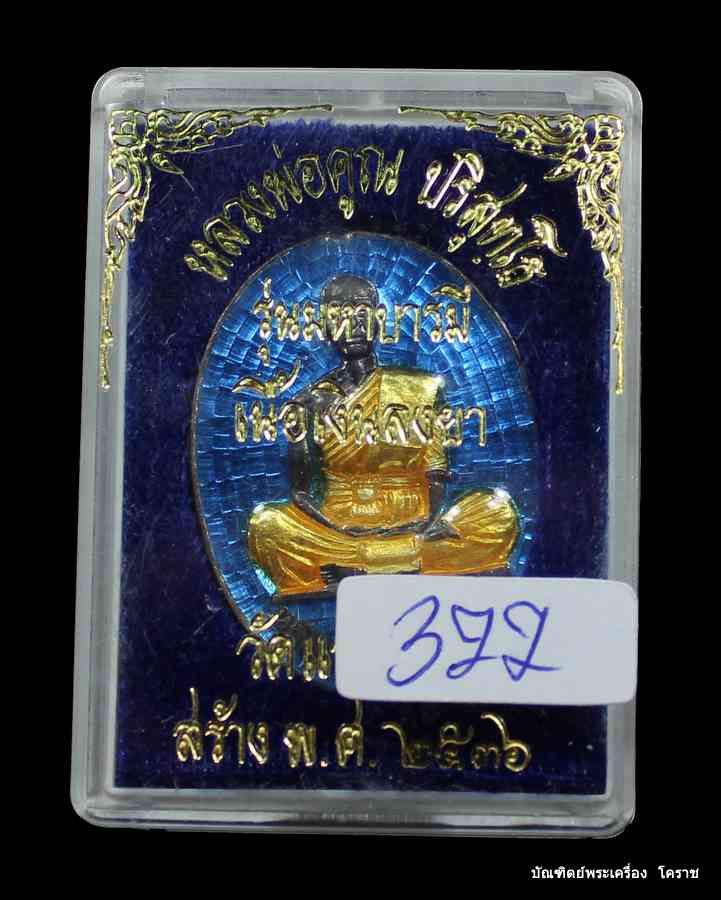 หลวงพ่อคูณ ปริสุทฺโธ
รุ่นมหาบารมี
เนื้อเงินลงยา
วัดแ
372
สร้าง พ.ศ. ๒๕๓๖
บัณฑิตย์พระเครื่อง โคราช